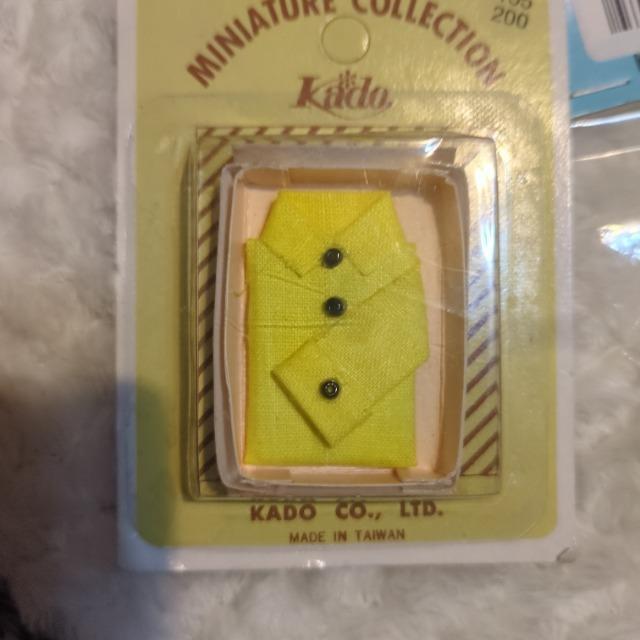 MINIATURE COLLECTION
200
Kado
KADO CO., LTD.
MADE IN TAIWAN